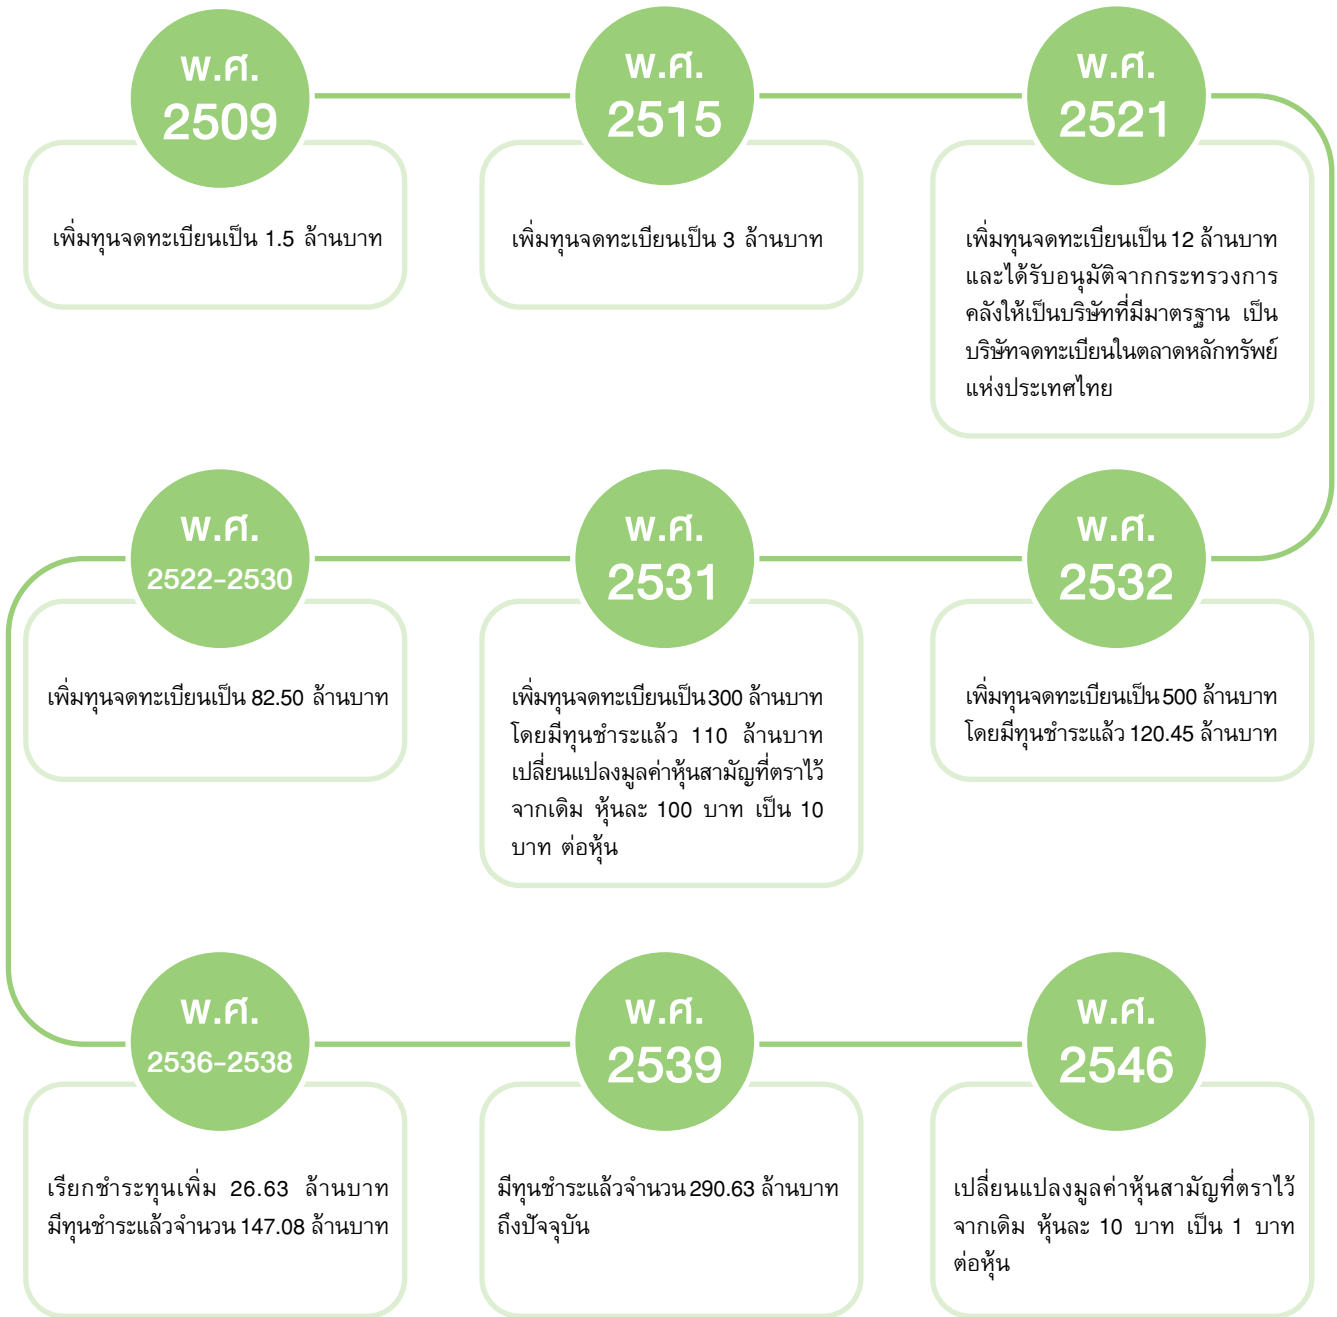 พ.ศ.
2509
เพิ่มทุนจดทะเบียนเป็น 1.5 ล้านบาท
พ.ศ.
2515
เพิ่มทุนจดทะเบียนเป็น 3 ล้านบาท
พ.ศ.
2521
เพิ่มทุนจดทะเบียนเป็น 12 ล้านบาท
และได้รับอนุมัติจากกระทรวงการ
คลังให้เป็นบริษัทที่มีมาตรฐาน เป็น
บริษัทจดทะเบียนในตลาดหลักทรัพย์
แห่งประเทศไทย
พ.ศ.
2522-2530
เพิ่มทุนจดทะเบียนเป็น 82.50 ล้านบาท
พ.ศ.
2531
เพิ่มทุนจดทะเบียนเป็น 300 ล้านบาท
โดยมีทุนชำระแล้ว 110 ล้านบาท
เปลี่ยนแปลงมูลค่าหุ้นสามัญที่ตราไว้
จากเดิม หุ้นละ 100 บาท เป็น 10
บาท ต่อหุ้น
พ.ศ.
2532
เพิ่มทุนจดทะเบียนเป็น 500 ล้านบาท
โดยมีทุนชำระแล้ว 120.45 ล้านบาท
พ.ศ.
2536-2538
เรียกชำระทุนเพิ่ม 26.63 ล้านบาท
มีทุนชำระแล้วจำนวน 147.08 ล้านบาท
พ.ศ.
2539
มีทุนชำระแล้วจำนวน 290.63 ล้านบาท
ถึงปัจจุบัน
พ.ศ.
2546
เปลี่ยนแปลงมูลค่าหุ้นสามัญที่ตราไว้
จากเดิม หุ้นละ 10 บาท เป็น 1 บาท
ต่อหุ้น